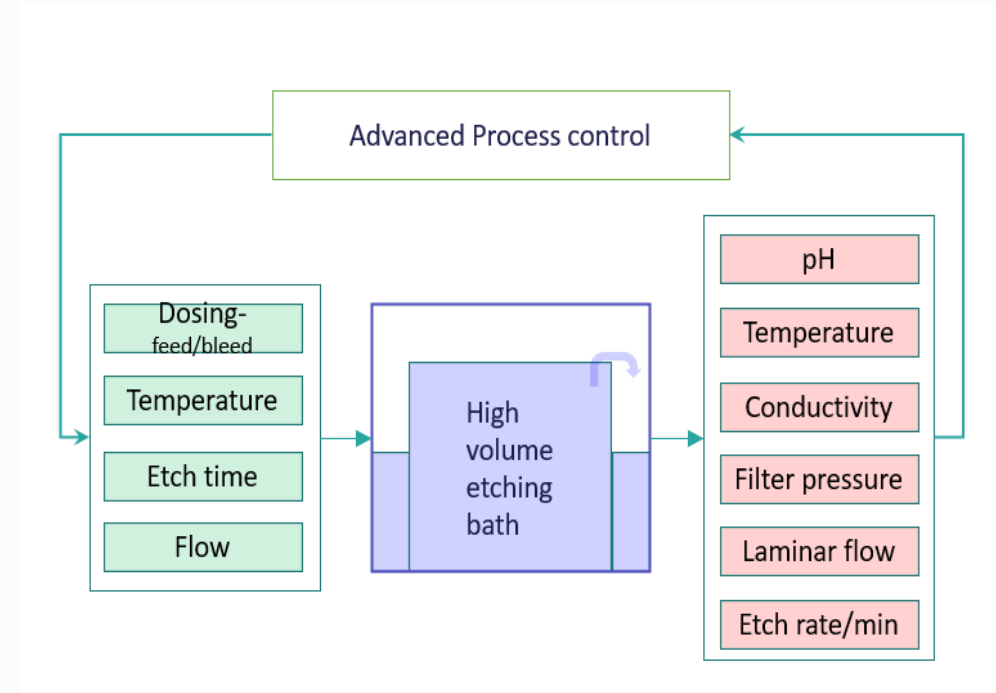 Advanced Process control
Dosing-
feed/bleed
Temperature
Etch time
Flow
High
volume
etching
bath
pH
Temperature
Conductivity
Filter pressure
Laminar flow
Etch rate/min